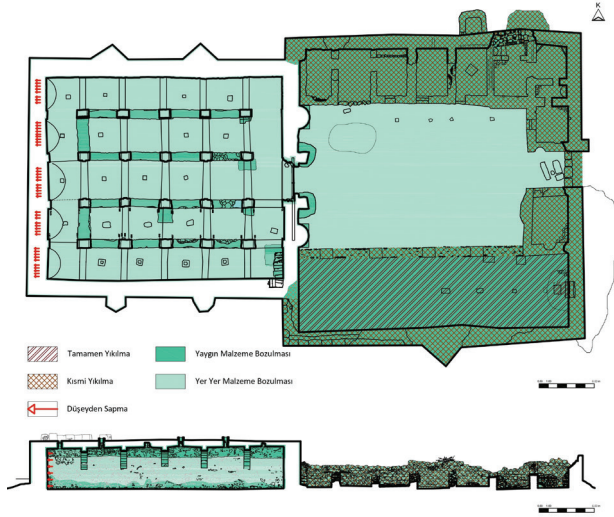 K
Tamamen Yıkılma
Yaygın Malzeme Bozulması
Kısmi Yıkılma
Yer Yer Malzeme Bozulması
Düşeyden Sapma